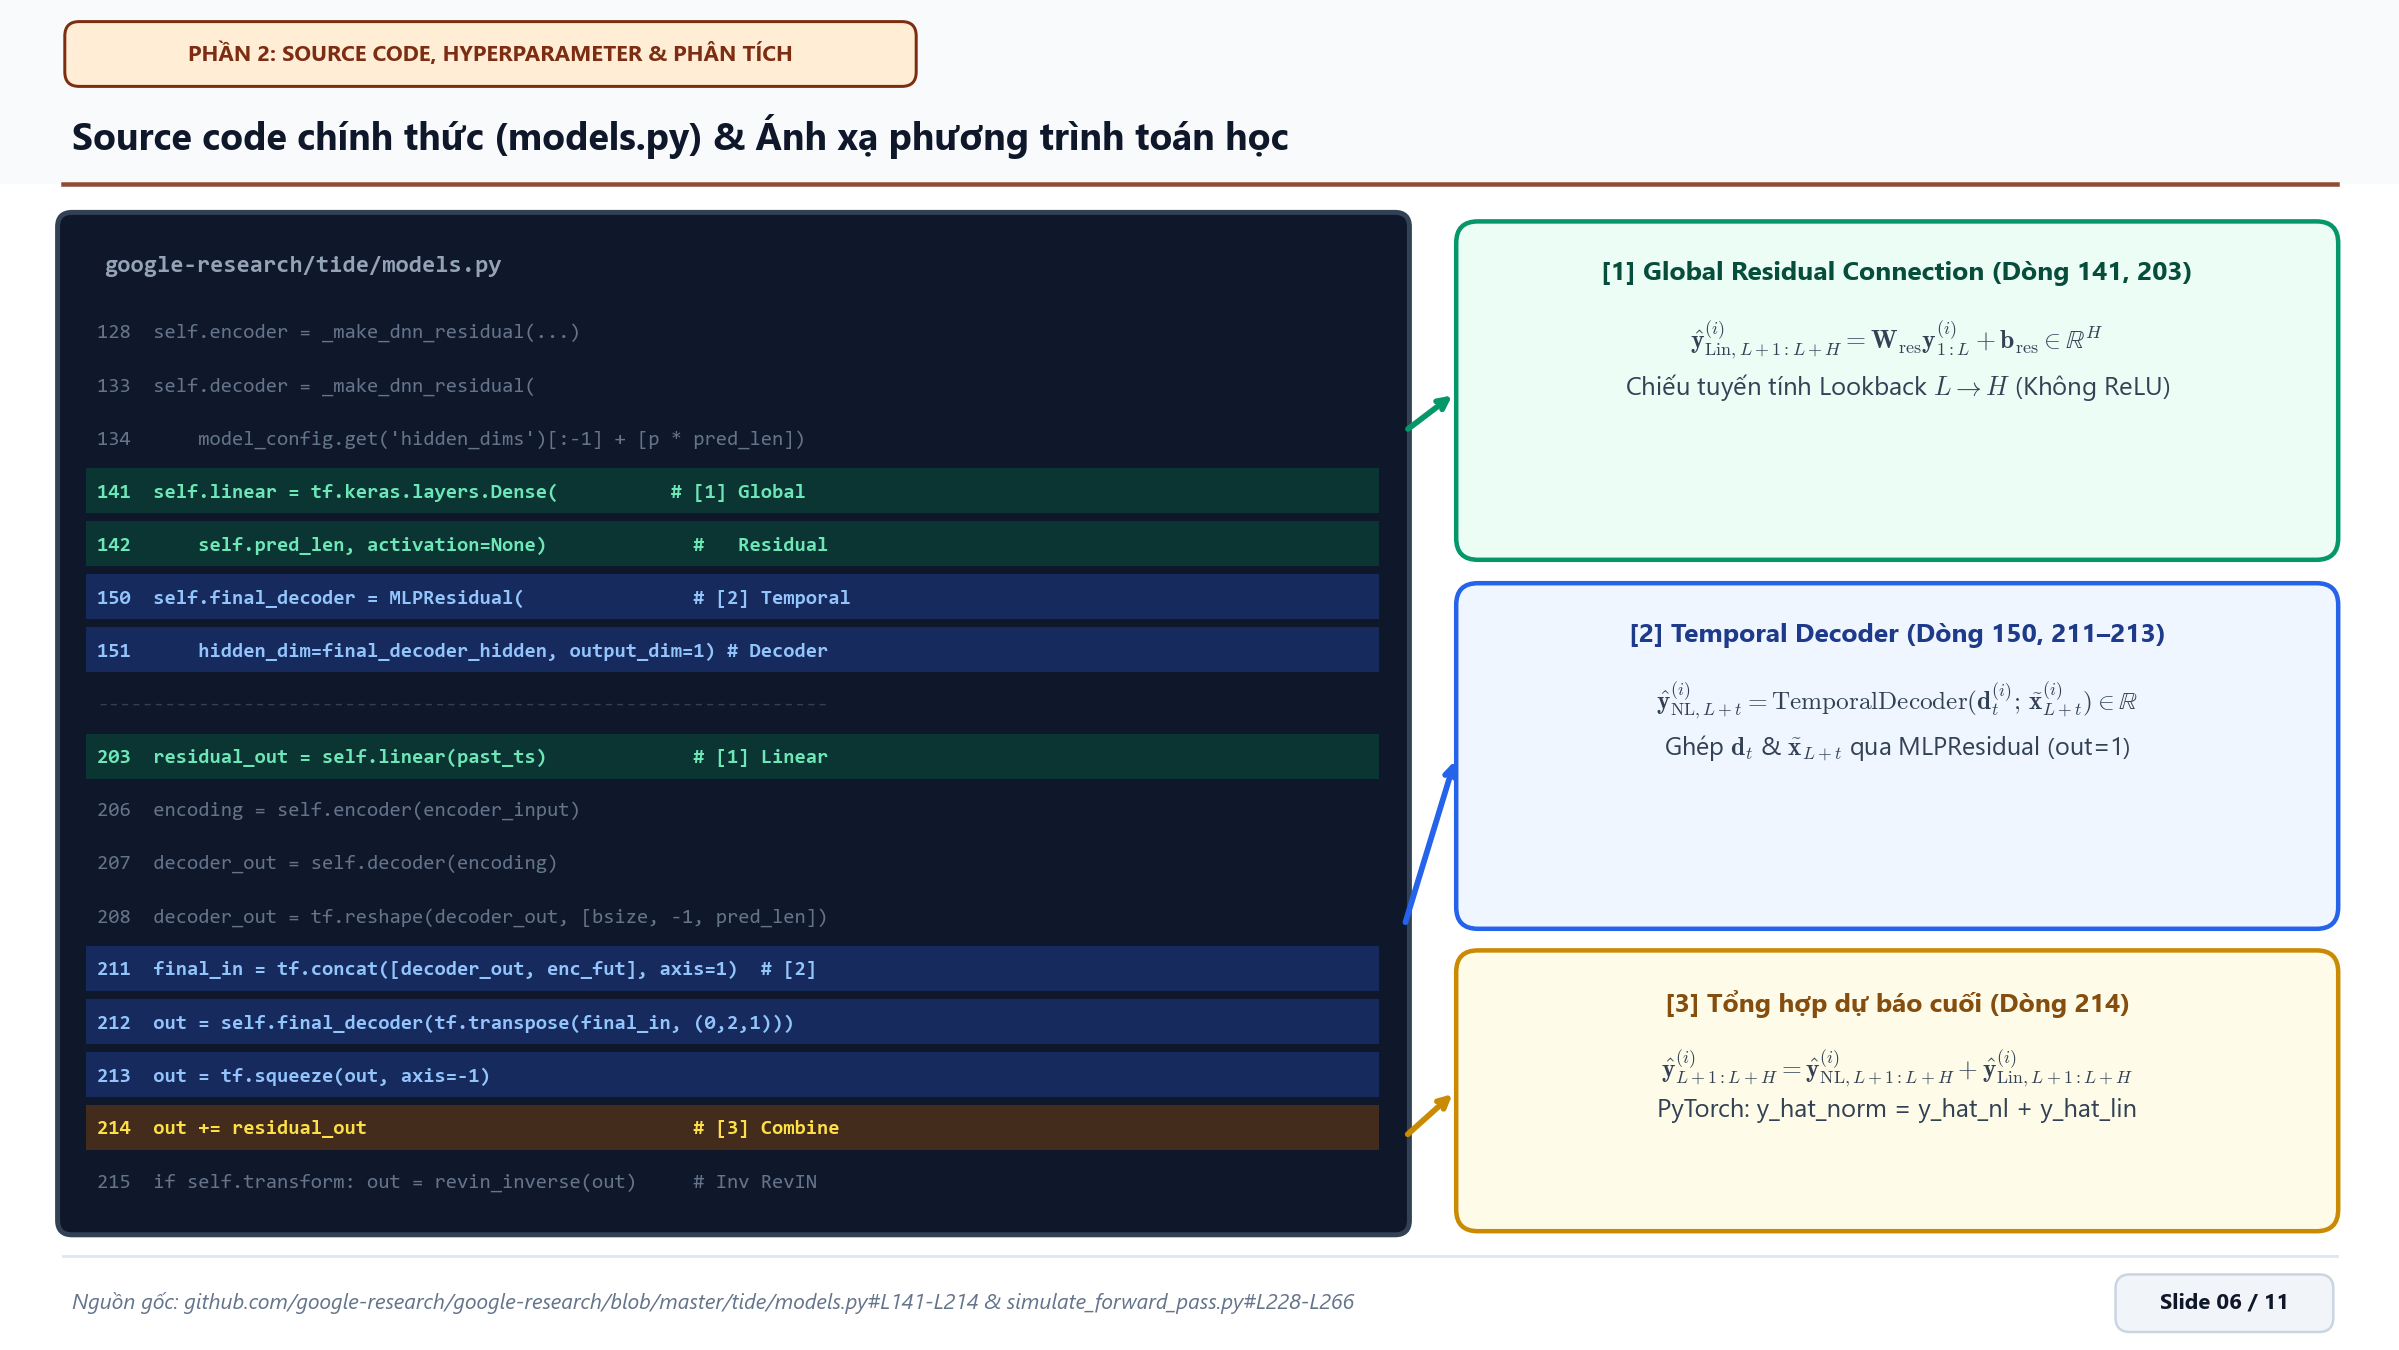 PHẦN 2: SOURCE CODE, HYPERPARAMETER & PHÂN TÍCH
Source code chính thức (models.py) & Ánh xạ phương trình toán học
google-research/tide/models.py
128 self.encoder = _make_dnn_residual(...)
133 self.decoder = _make_dnn_residual(
134 model_config.get('hidden_dims')[:-1] + [p * pred_len])
141 self.linear = tf.keras.layers.Dense( # [1] Global
142 self.pred_len, activation=None) # Residual
150 self.final_decoder = MLPResidual( # [2] Temporal
151 hidden_dim=final_decoder_hidden, output_dim=1) # Decoder
-----------------------------------------------------------------
203 residual_out = self.linear(past_ts) # [1] Linear
206 encoding = self.encoder(encoder_input)
207 decoder_out = self.decoder(encoding)
208 decoder_out = tf.reshape(decoder_out, [bsize, -1, pred_len])
211 final_in = tf.concat([decoder_out, enc_fut], axis=1) # [2]
212 out = self.final_decoder(tf.transpose(final_in, (0,2,1)))
213 out = tf.squeeze(out, axis=-1)
214 out += residual_out # [3] Combine
215 if self.transform: out = revin_inverse(out) # Inv RevIN
[1] Global Residual Connection (Dòng 141, 203)
ŷ^{(i)}_{Lin, L+1:L+H} = W_{res} y^{(i)}_{1:L} + b_{res} ∈ ℝ^H
Chiếu tuyến tính Lookback L → H (Không ReLU)
[2] Temporal Decoder (Dòng 150, 211–213)
ŷ^{(i)}_{NL, L+t} = TemporalDecoder(d^{(i)}_t; x̃^{(i)}_{L+t}) ∈ ℝ
Ghép d_t & x̃_{L+t} qua MLPResidual (out=1)
[3] Tổng hợp dự báo cuối (Dòng 214)
ŷ^{(i)}_{L+1:L+H} = ŷ^{(i)}_{NL, L+1:L+H} + ŷ^{(i)}_{Lin, L+1:L+H}
PyTorch: y_hat_norm = y_hat_nl + y_hat_lin
Nguồn gốc: github.com/google-research/google-research/blob/master/tide/models.py#L141-L214 & simulate_forward_pass.py#L228-L266
Slide 06 / 11